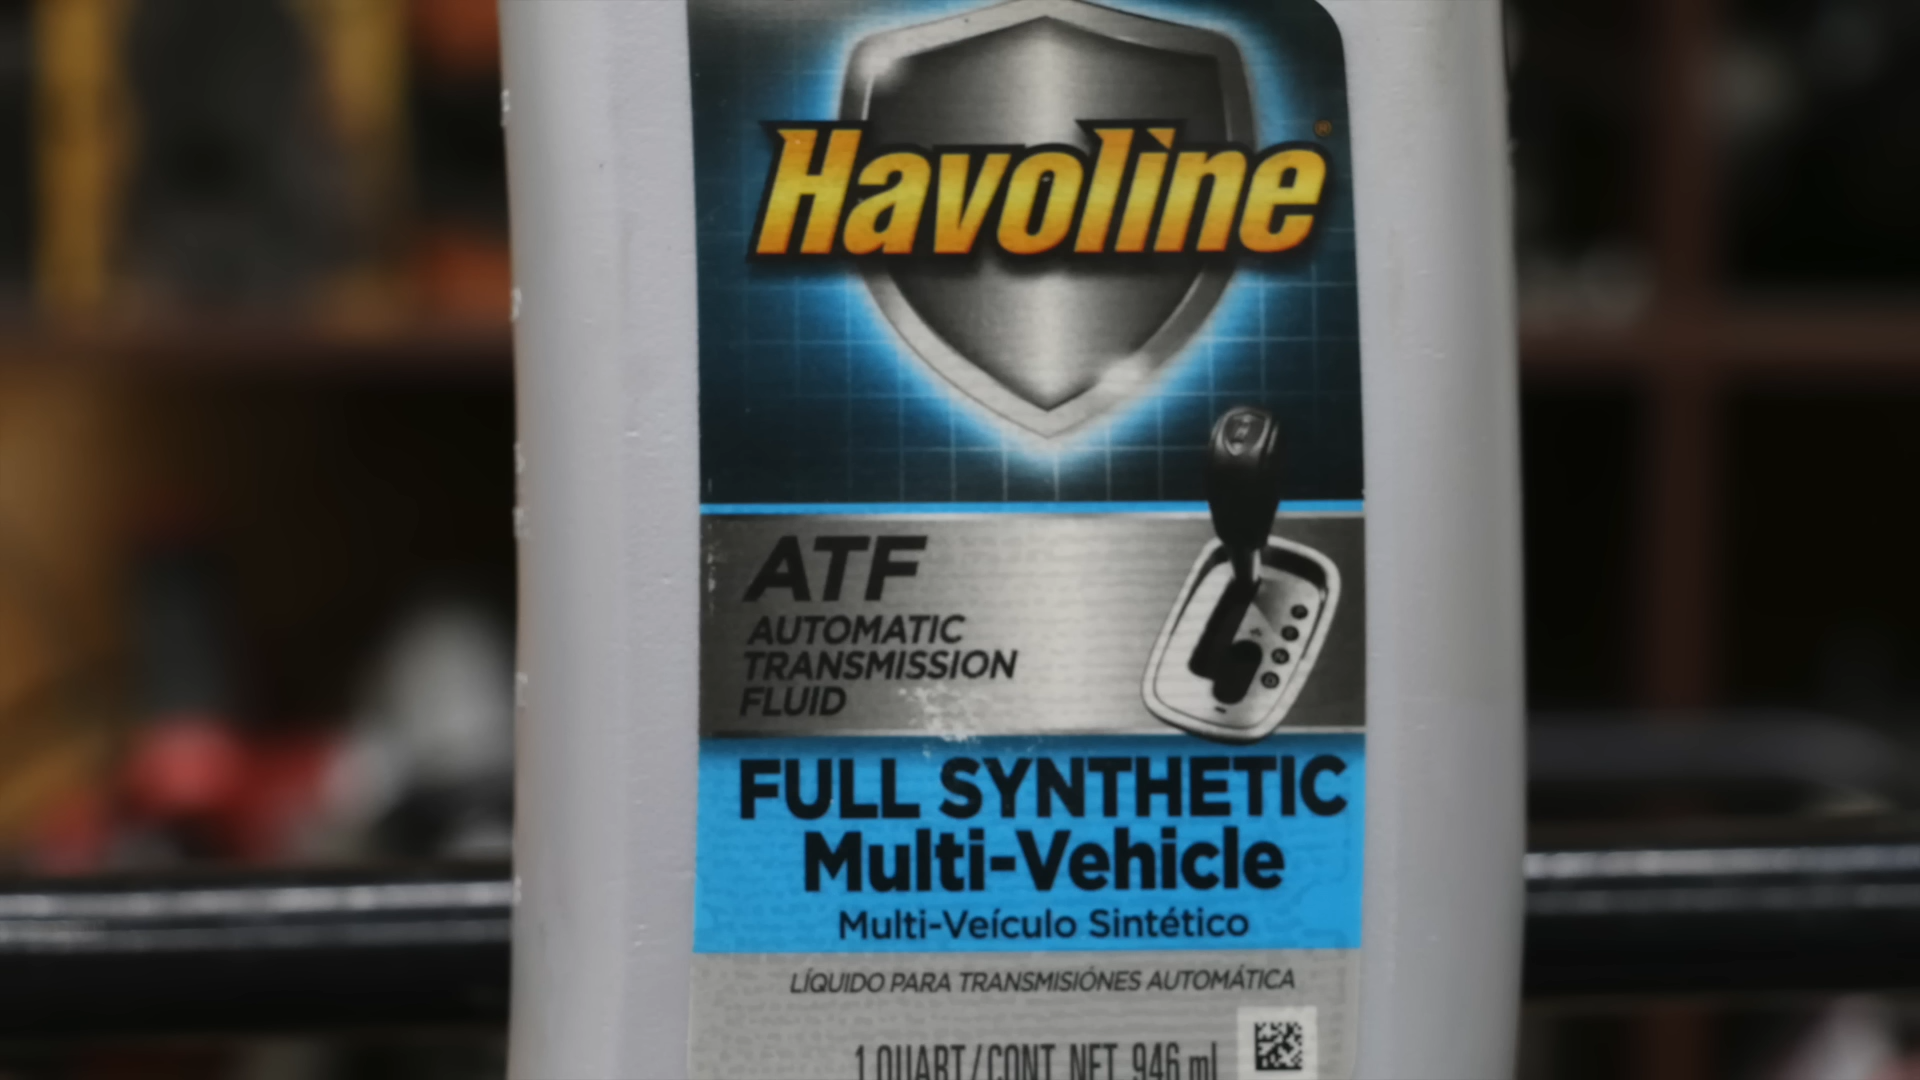 Havoline®
ATF
AUTOMATIC
TRANSMISSION
FLUID
FULL SYNTHETIC
Multi-Vehicle
Multi-Veículo Sintético
LÍQUIDO PARA TRANSMISIÓNES AUTOMÁTICA
1 QUART/CONT NET 946 ml